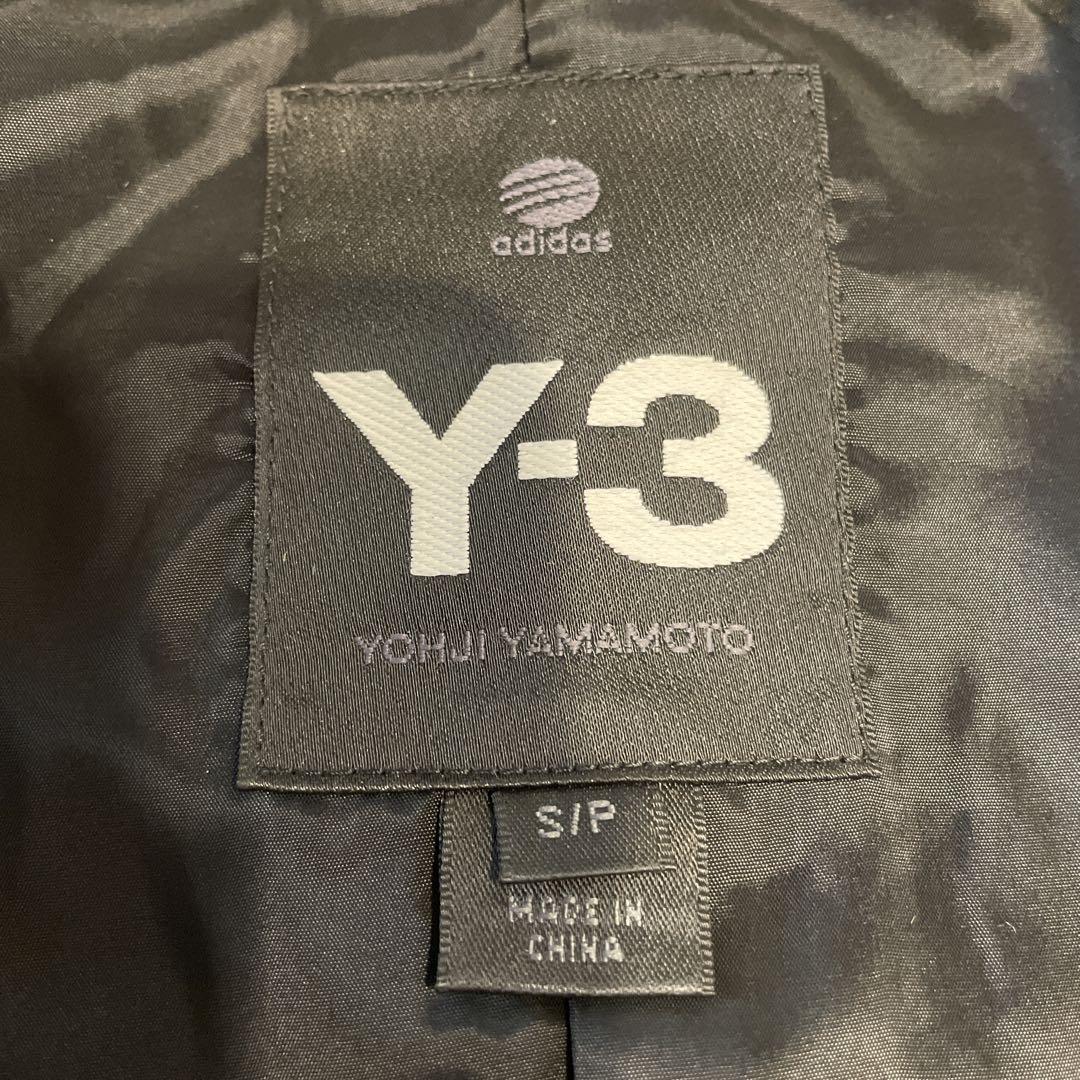 adidas
Y-3
YOHJI YAMAMOTO
S/P
MADE IN
CHINA